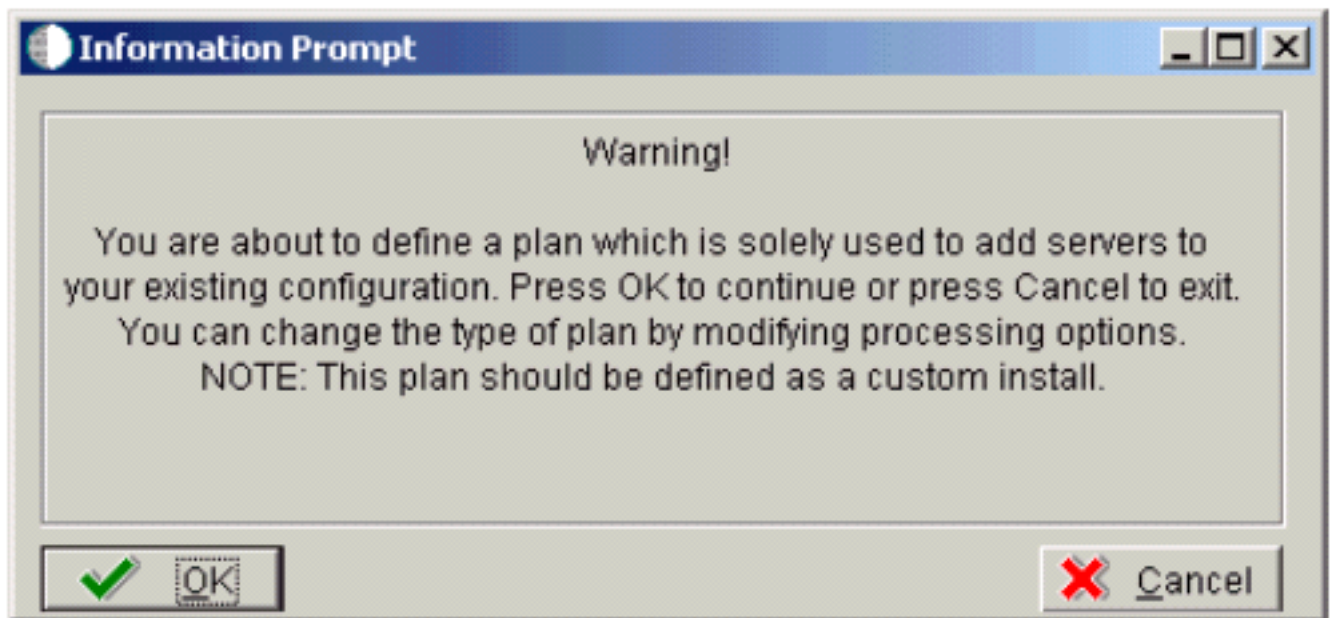 Information Prompt
Warning!
You are about to define a plan which is solely used to add servers to
your existing configuration. Press OK to continue or press Cancel to exit.
You can change the type of plan by modifying processing options.
NOTE: This plan should be defined as a custom install.
OK
Cancel